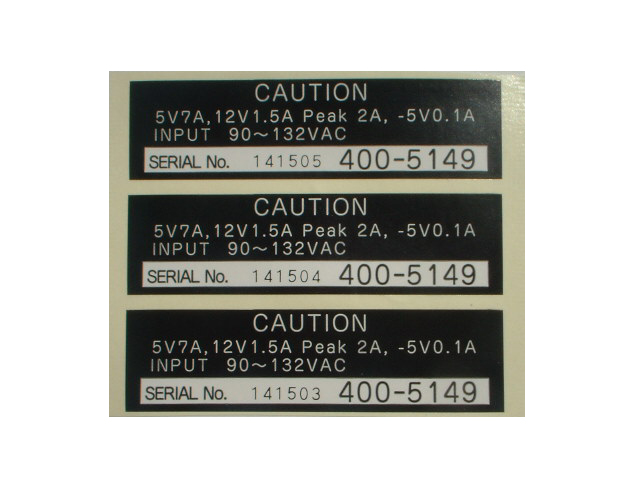 CAUTION
5V7A,12V1.5A Peak 2A, -5V0.1A
INPUT 90～132VAC
SERIAL No. 141505 400-5149
CAUTION
5V7A,12V1.5A Peak 2A, -5V0.1A
INPUT 90～132VAC
SERIAL No. 141504 400-5149
CAUTION
5V7A,12V1.5A Peak 2A, -5V0.1A
INPUT 90～132VAC
SERIAL No. 141503 400-5149